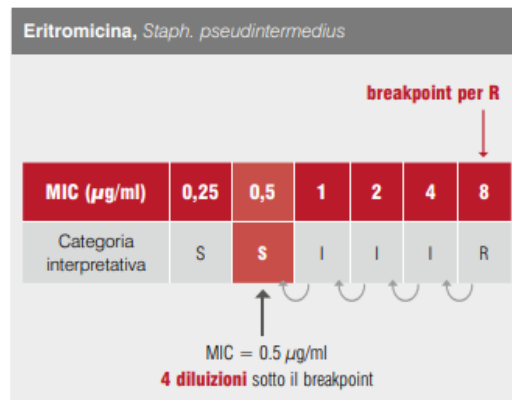 Eritromicina, Staph. pseudintermedius
breakpoint per R
MIC (µg/ml) 0,25 0,5 1 2 4 8
Categoria
interpretativa S S I I I R
MIC = 0.5 µg/ml
4 diluizioni sotto il breakpoint